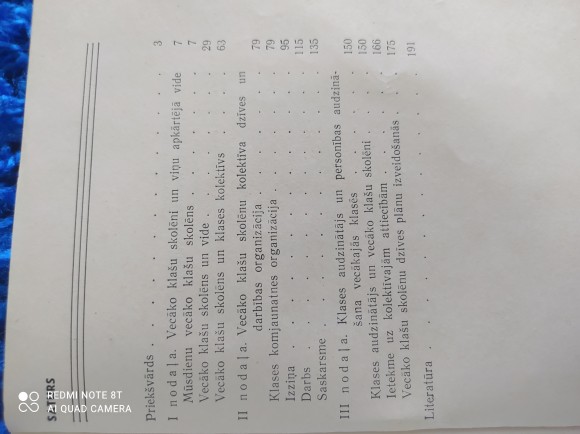 SATURS
Priekšvārds . . . . . . . . . . . . . 3
I nodaļa. Vecāko klašu skolēni un viņu apkārtējā vide 7
Mūsdienu vecāko klašu skolēns . . . . . . . 7
Vecāko klašu skolēns un vide . . . . . . . 29
Vecāko klašu skolēns un klases kolektīvs . . . . . 63
II nodaļa. Vecāko klašu skolēnu kolektīva dzīves un
darbības organizācija . . . . . . . . . 79
Klases komjaunatnes organizācija . . . . . . . 79
Izziņa . . . . . . . . . . . . 95
Darbs . . . . . . . . . . . . 115
Saskarsme . . . . . . . . . . . . 135
III nodaļa. Klases audzinātājs un personības audzinā-
šana vecākajās klasēs . . . . . . . . 150
Klases audzinātājs un vecāko klašu skolēni . . . . 150
Ietekme uz kolektīvajām attiecībām . . . . . . 166
Vecāko klašu skolēnu dzīves plānu izveidošanās . . . 175
Literatūra . . . . . . . . . . . . . 191
REDMI NOTE 8T
AI QUAD CAMERA